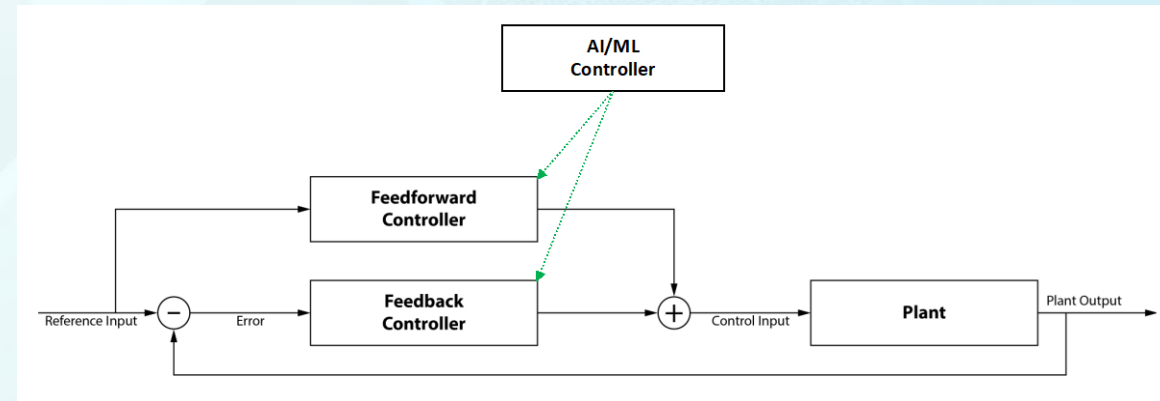 AI/ML
Controller
Feedforward
Controller
Feedback
Controller
Reference Input
−
Error
+
Control Input
Plant
Plant Output